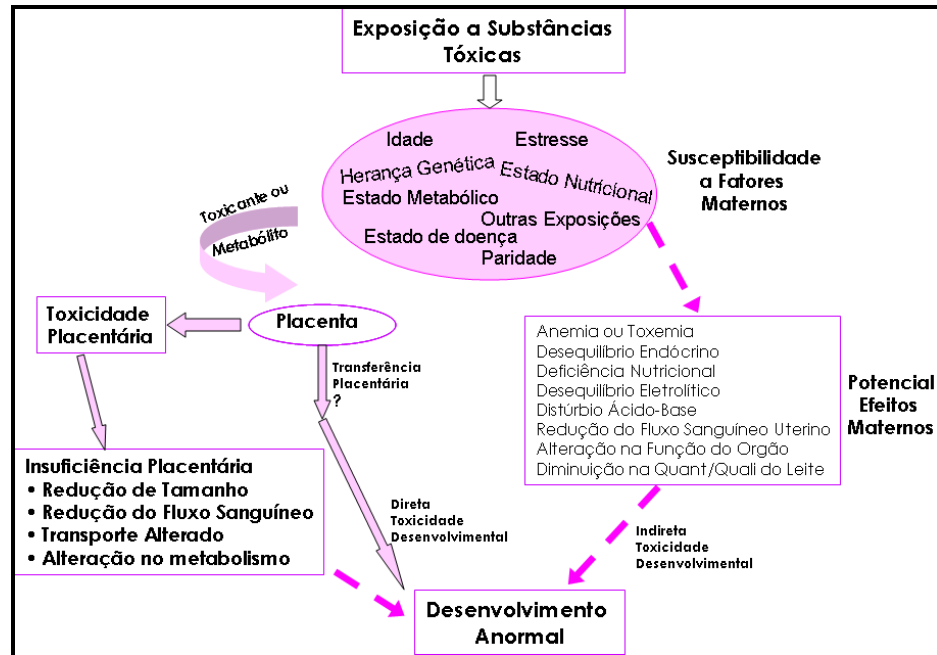 Exposição a Substâncias
Tóxicas
Idade
Estresse
Herança Genética
Estado Nutricional
Estado Metabólico
Outras Exposições
Estado de doença
Paridade
Susceptibilidade
a Fatores
Maternos
Toxicante ou
Metabólito
Toxicidade
Placentária
Placenta
Transferência
Placentária
?
Anemia ou Toxemia
Desequilíbrio Endócrino
Deficiência Nutricional
Desequilíbrio Eletrolítico
Distúrbio Ácido-Base
Redução do Fluxo Sanguíneo Uterino
Alteração na Função do Orgão
Diminuição na Quant/Quali do Leite
Potencial
Efeitos
Maternos
Insuficiência Placentária
• Redução de Tamanho
• Redução do Fluxo Sanguíneo
• Transporte Alterado
• Alteração no metabolismo
Direta
Toxicidade
Desenvolvimental
Indireta
Toxicidade
Desenvolvimental
Desenvolvimento
Anormal